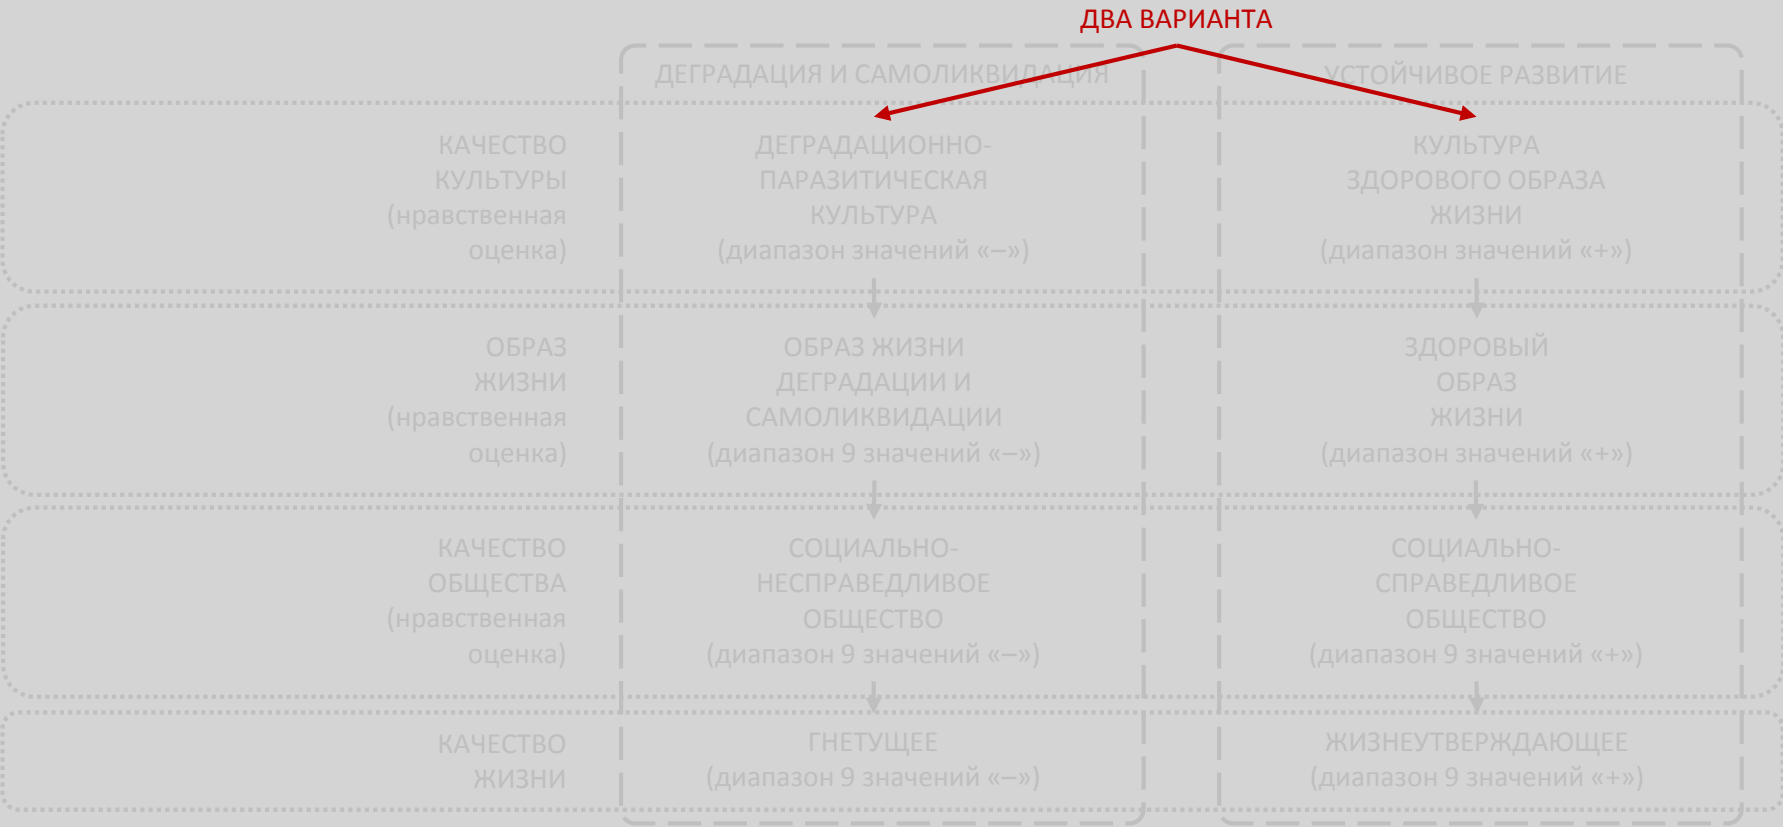 ДВА ВАРИАНТА
ДЕГРАДАЦИЯ И САМОЛИКВИДАЦИЯ
УСТОЙЧИВОЕ РАЗВИТИЕ
КАЧЕСТВО
КУЛЬТУРЫ
(нравственная
оценка)
ДЕГРАДАЦИОННО-
ПАРАЗИТИЧЕСКАЯ
КУЛЬТУРА
(диапазон значений «–»)
КУЛЬТУРА
ЗДОРОВОГО ОБРАЗА
ЖИЗНИ
(диапазон значений «+»)
ОБРАЗ
ЖИЗНИ
(нравственная
оценка)
ОБРАЗ ЖИЗНИ
ДЕГРАДАЦИИ И
САМОЛИКВИДАЦИИ
(диапазон 9 значений «–»)
ЗДОРОВЫЙ
ОБРАЗ
ЖИЗНИ
(диапазон значений «+»)
КАЧЕСТВО
ОБЩЕСТВА
(нравственная
оценка)
СОЦИАЛЬНО-
НЕСПРАВЕДЛИВОЕ
ОБЩЕСТВО
(диапазон 9 значений «–»)
СОЦИАЛЬНО-
СПРАВЕДЛИВОЕ
ОБЩЕСТВО
(диапазон 9 значений «+»)
КАЧЕСТВО
ЖИЗНИ
ГНЕТУЩЕЕ
(диапазон 9 значений «–»)
ЖИЗНЕУТВЕРЖДАЮЩЕЕ
(диапазон 9 значений «+»)